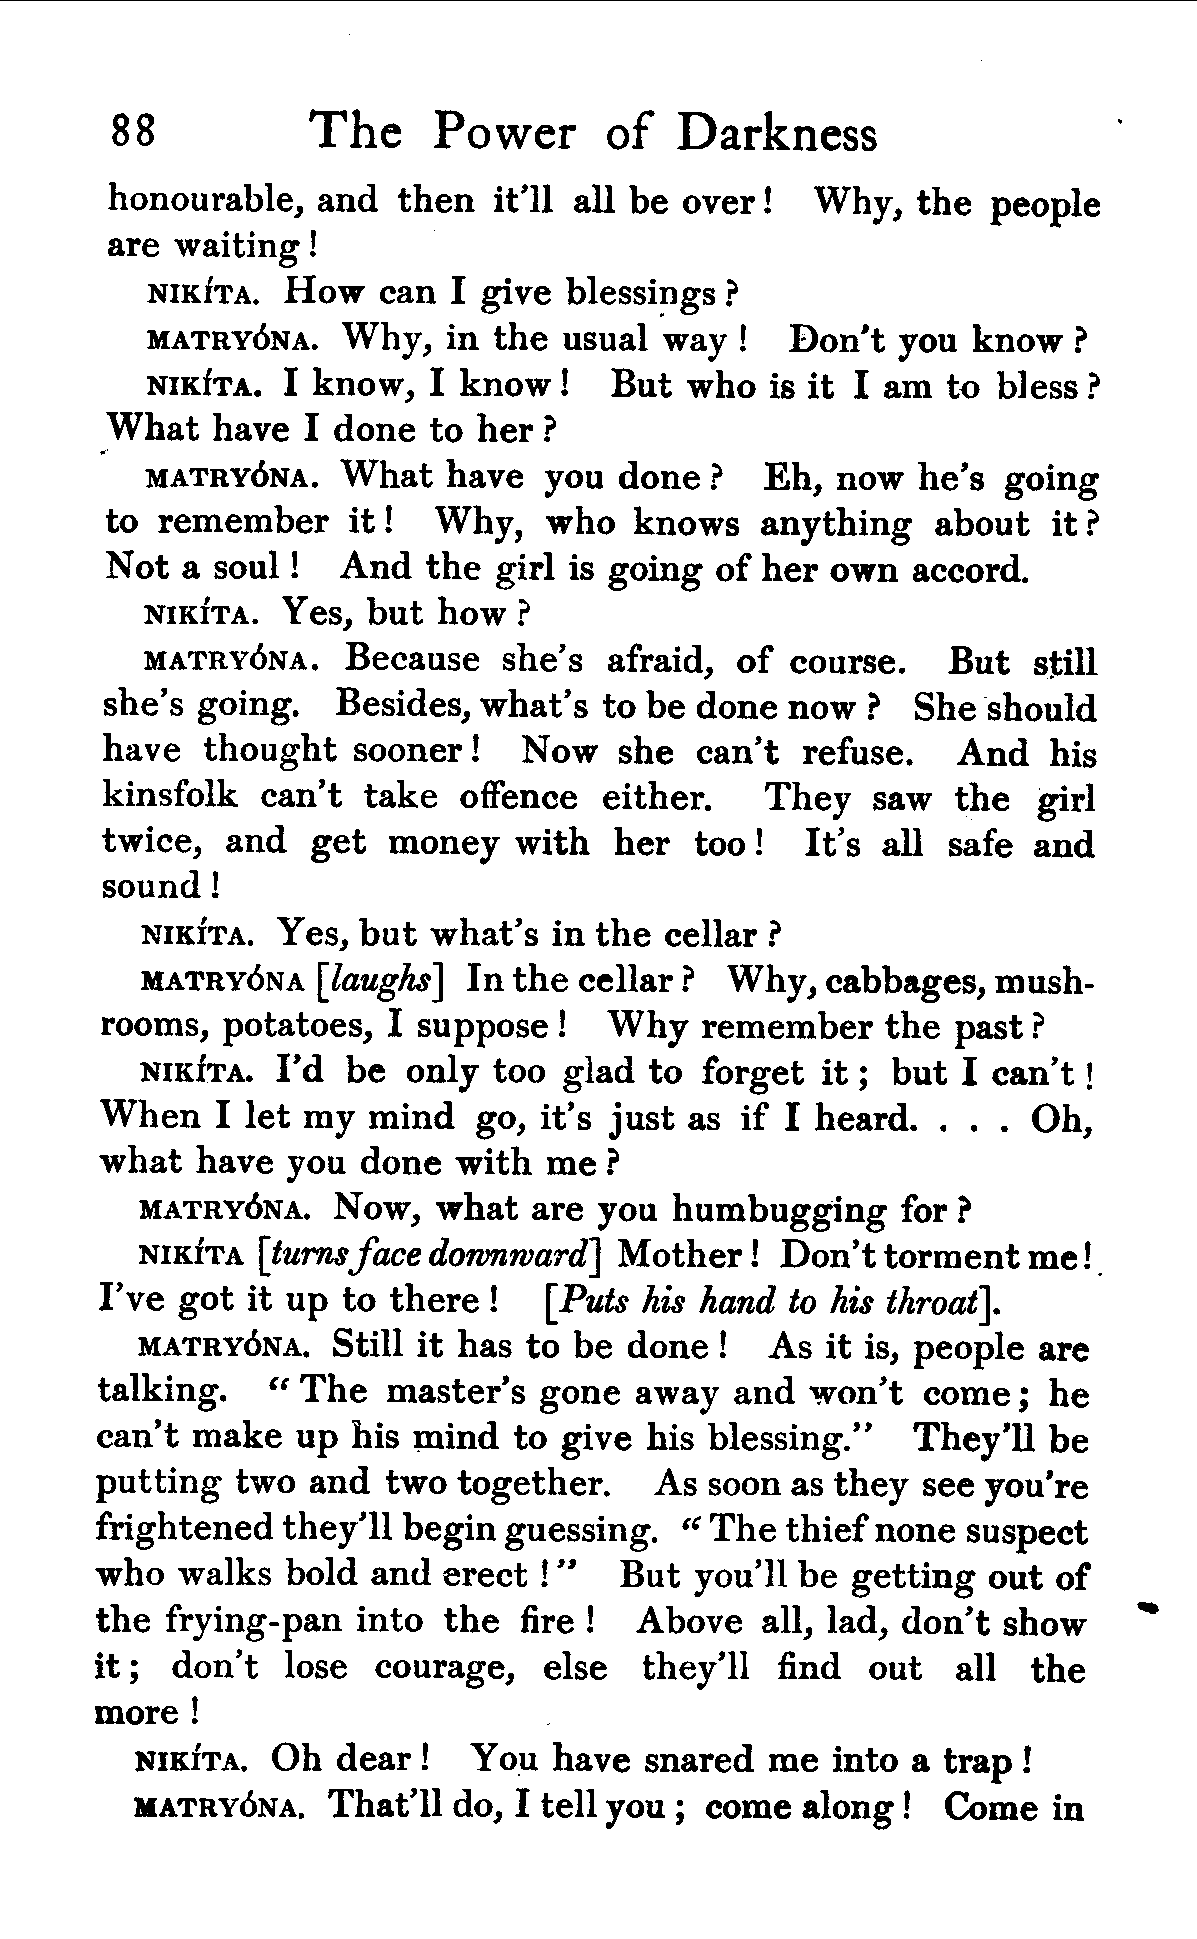 88 The Power of Darkness
honourable, and then it'll all be over! Why, the people
are waiting!
NIKÍTA. How can I give blessings?
MATRYÓNA. Why, in the usual way! Don't you know?
NIKÍTA. I know, I know! But who is it I am to bless?
What have I done to her?
MATRYÓNA. What have you done? Eh, now he's going
to remember it! Why, who knows anything about it?
Not a soul! And the girl is going of her own accord.
NIKÍTA. Yes, but how?
MATRYÓNA. Because she's afraid, of course. But still
she's going. Besides, what's to be done now? She should
have thought sooner! Now she can't refuse. And his
kinsfolk can't take offence either. They saw the girl
twice, and get money with her too! It's all safe and
sound!
NIKÍTA. Yes, but what's in the cellar?
MATRYÓNA [laughs] In the cellar? Why, cabbages, mush-
rooms, potatoes, I suppose! Why remember the past?
NIKÍTA. I'd be only too glad to forget it; but I can't!
When I let my mind go, it's just as if I heard. . . . Oh,
what have you done with me?
MATRYÓNA. Now, what are you humbugging for?
NIKÍTA [turns face downward] Mother! Don't torment me!
I've got it up to there! [Puts his hand to his throat].
MATRYÓNA. Still it has to be done! As it is, people are
talking. "The master's gone away and won't come; he
can't make up his mind to give his blessing." They'll be
putting two and two together. As soon as they see you're
frightened they'll begin guessing. "The thief none suspect
who walks bold and erect!" But you'll be getting out of
the frying-pan into the fire! Above all, lad, don't show
it; don't lose courage, else they'll find out all the
more!
NIKÍTA. Oh dear! You have snared me into a trap!
MATRYÓNA. That'll do, I tell you; come along! Come in